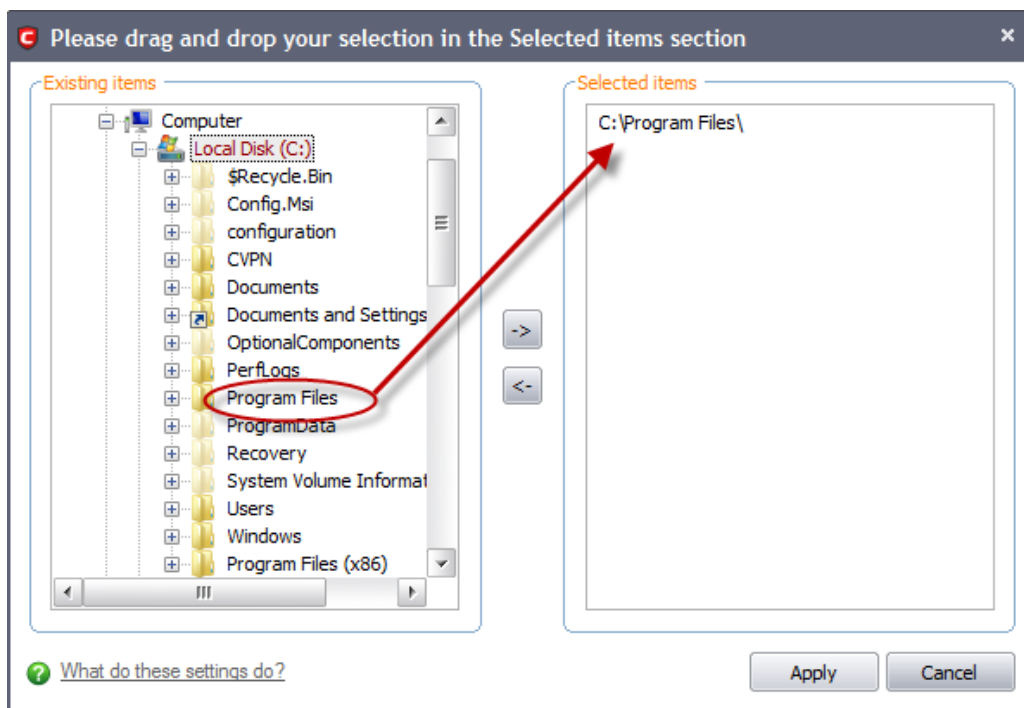 Please drag and drop your selection in the Selected items section
Existing items
Computer
Local Disk (C:)
$Recycle.Bin
Config.Msi
configuration
CVPN
Documents
Documents and Settings
OptionalComponents
PerfLogs
Program Files
ProgramData
Recovery
System Volume Informat
Users
Windows
Program Files (x86)
->
<-
Selected items
C:\Program Files\
What do these settings do?
Apply
Cancel